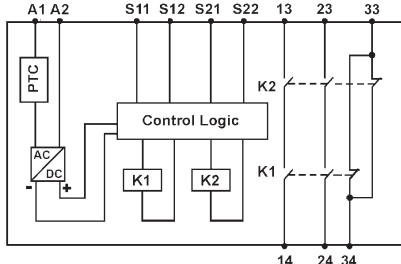 A1 A2 S11 S12 S21 S22 13 23 33
PTC
K2
Control Logic
AC
DC
- +
K1 K2
K1
14 24 34